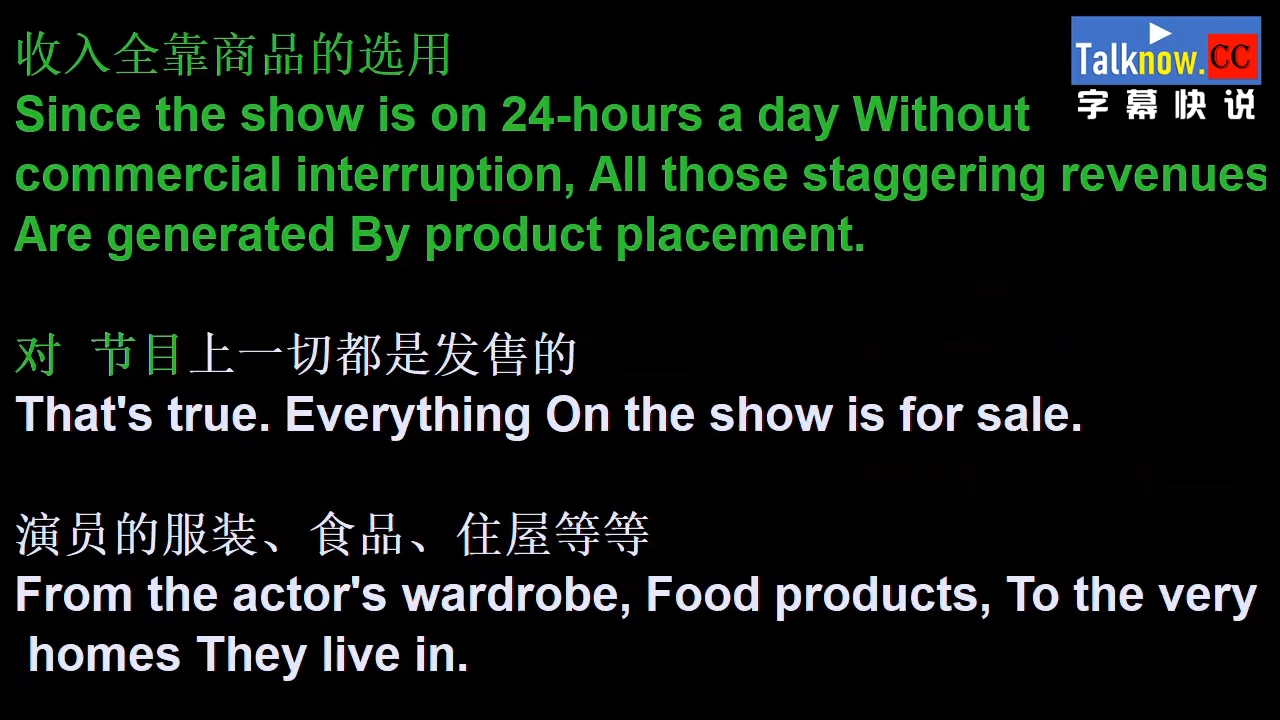 收入全靠商品的选用
Talknow.CC
字幕快说
Since the show is on 24-hours a day Without
commercial interruption, All those staggering revenues
Are generated By product placement.
对 节目上一切都是发售的
That's true. Everything On the show is for sale.
演员的服装、食品、住屋等等
From the actor's wardrobe, Food products, To the very
homes They live in.